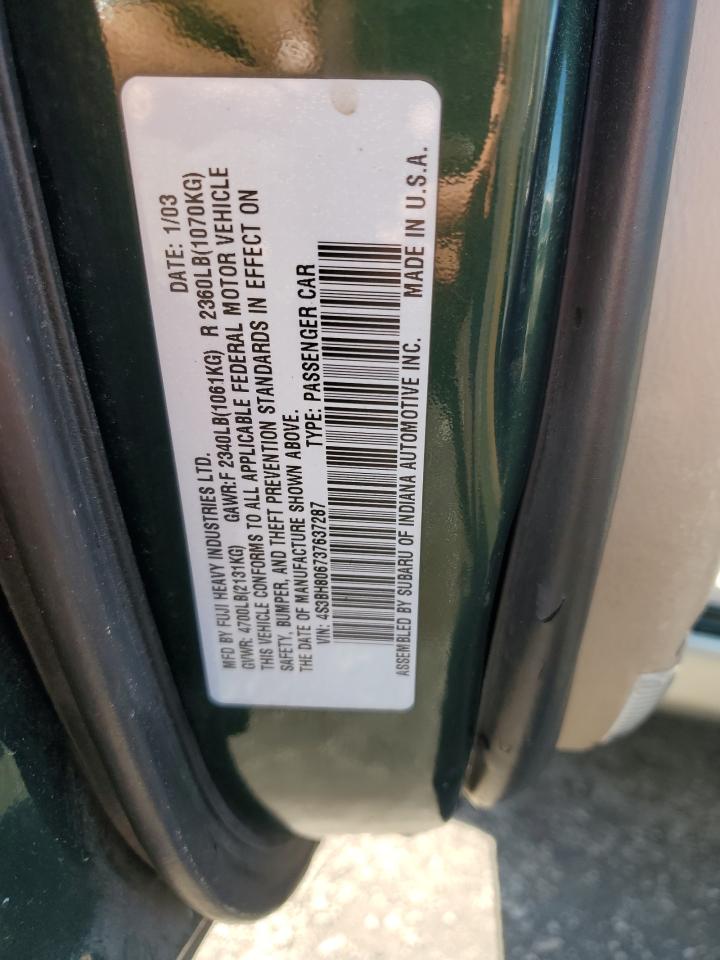 MFD BY FUJI HEAVY INDUSTRIES LTD. DATE: 1/03
GVWR: 4700LB(2131KG) GAWR:F 2340LB(1061KG) R 2360LB(1070KG)
THIS VEHICLE CONFORMS TO ALL APPLICABLE FEDERAL MOTOR VEHICLE
SAFETY, BUMPER, AND THEFT PREVENTION STANDARDS IN EFFECT ON
THE DATE OF MANUFACTURE SHOWN ABOVE.
VIN: 4S3BH806737637287 TYPE: PASSENGER CAR
ASSEMBLED BY SUBARU OF INDIANA AUTOMOTIVE INC. MADE IN U.S.A.